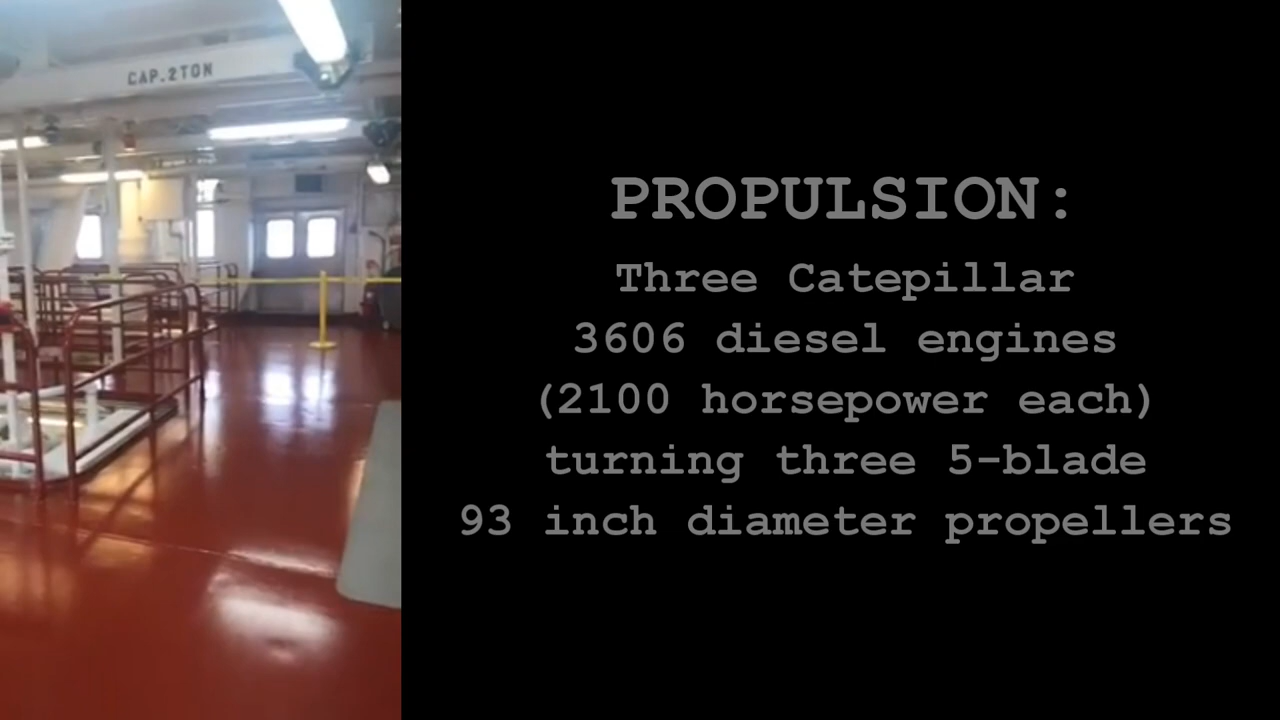 CAP.2TON
PROPULSION:
Three Catepillar
3606 diesel engines
(2100 horsepower each)
turning three 5-blade
93 inch diameter propellers